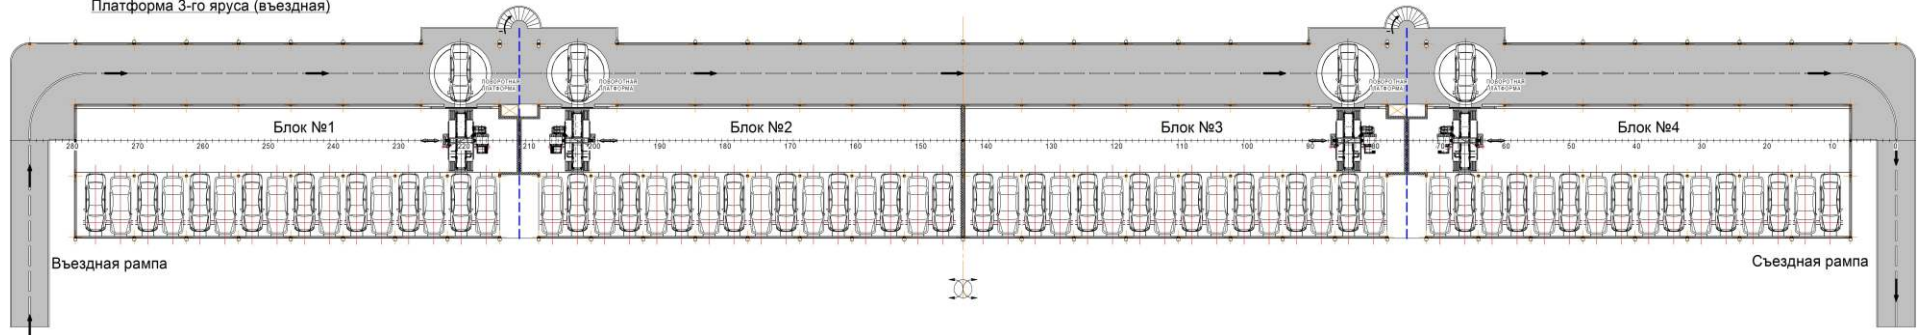 Платформа 3-го яруса (въездная)
ПОВОРОТНАЯ
ПЛАТФОРМА
ПОВОРОТНАЯ
ПЛАТФОРМА
ПОВОРОТНАЯ
ПЛАТФОРМА
ПОВОРОТНАЯ
ПЛАТФОРМА
Блок №1
Блок №2
Блок №3
Блок №4
280 270 260 250 240 230 220 210 200 190 180 170 160 150 140 130 120 110 100 90 80 70 60 50 40 30 20 10 0
Въездная рампа
Съездная рампа